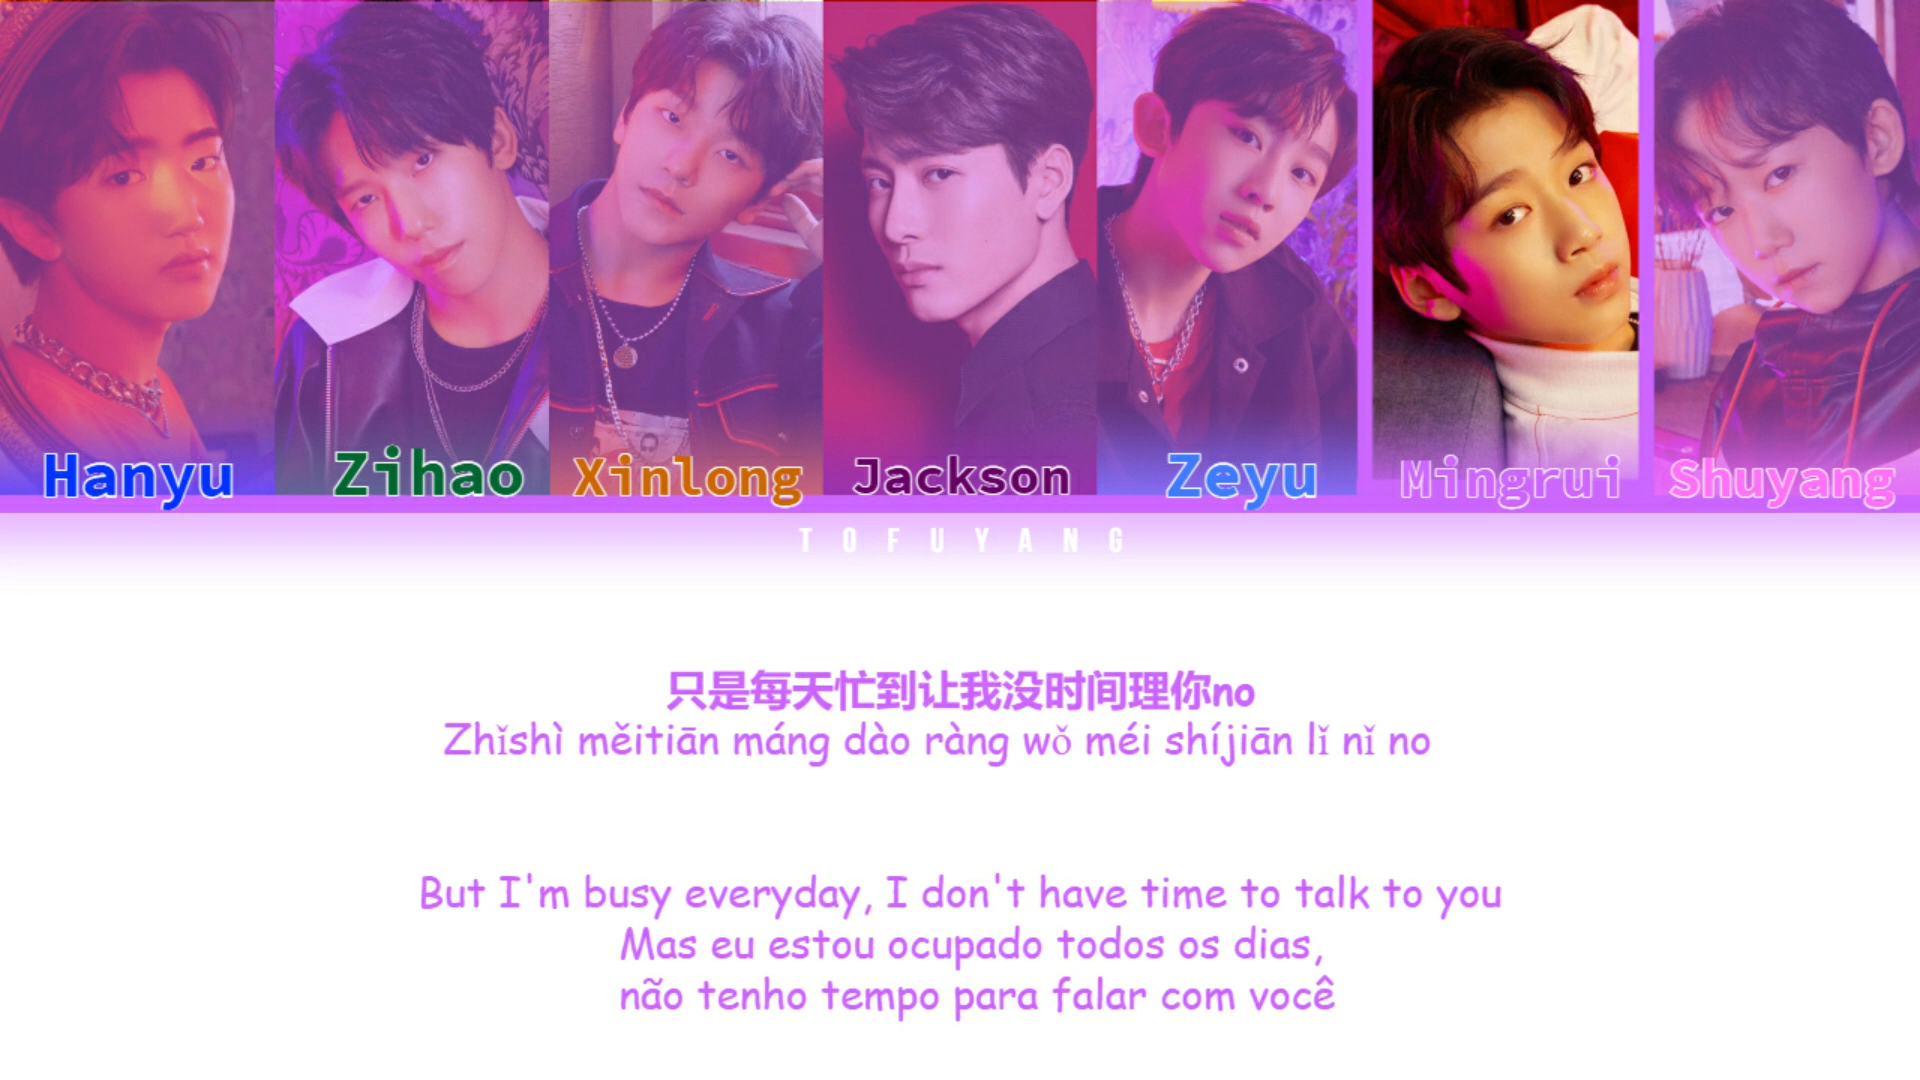 Hanyu Zihao Xinlong Jackson Zeyu Mingrui Shuyang
TOFUYANG
只是每天忙到让我没时间理你no
Zhǐshì měitiān máng dào ràng wǒ méi shíjiān lǐ nǐ no
But I'm busy everyday, I don't have time to talk to you
Mas eu estou ocupado todos os dias,
não tenho tempo para falar com você